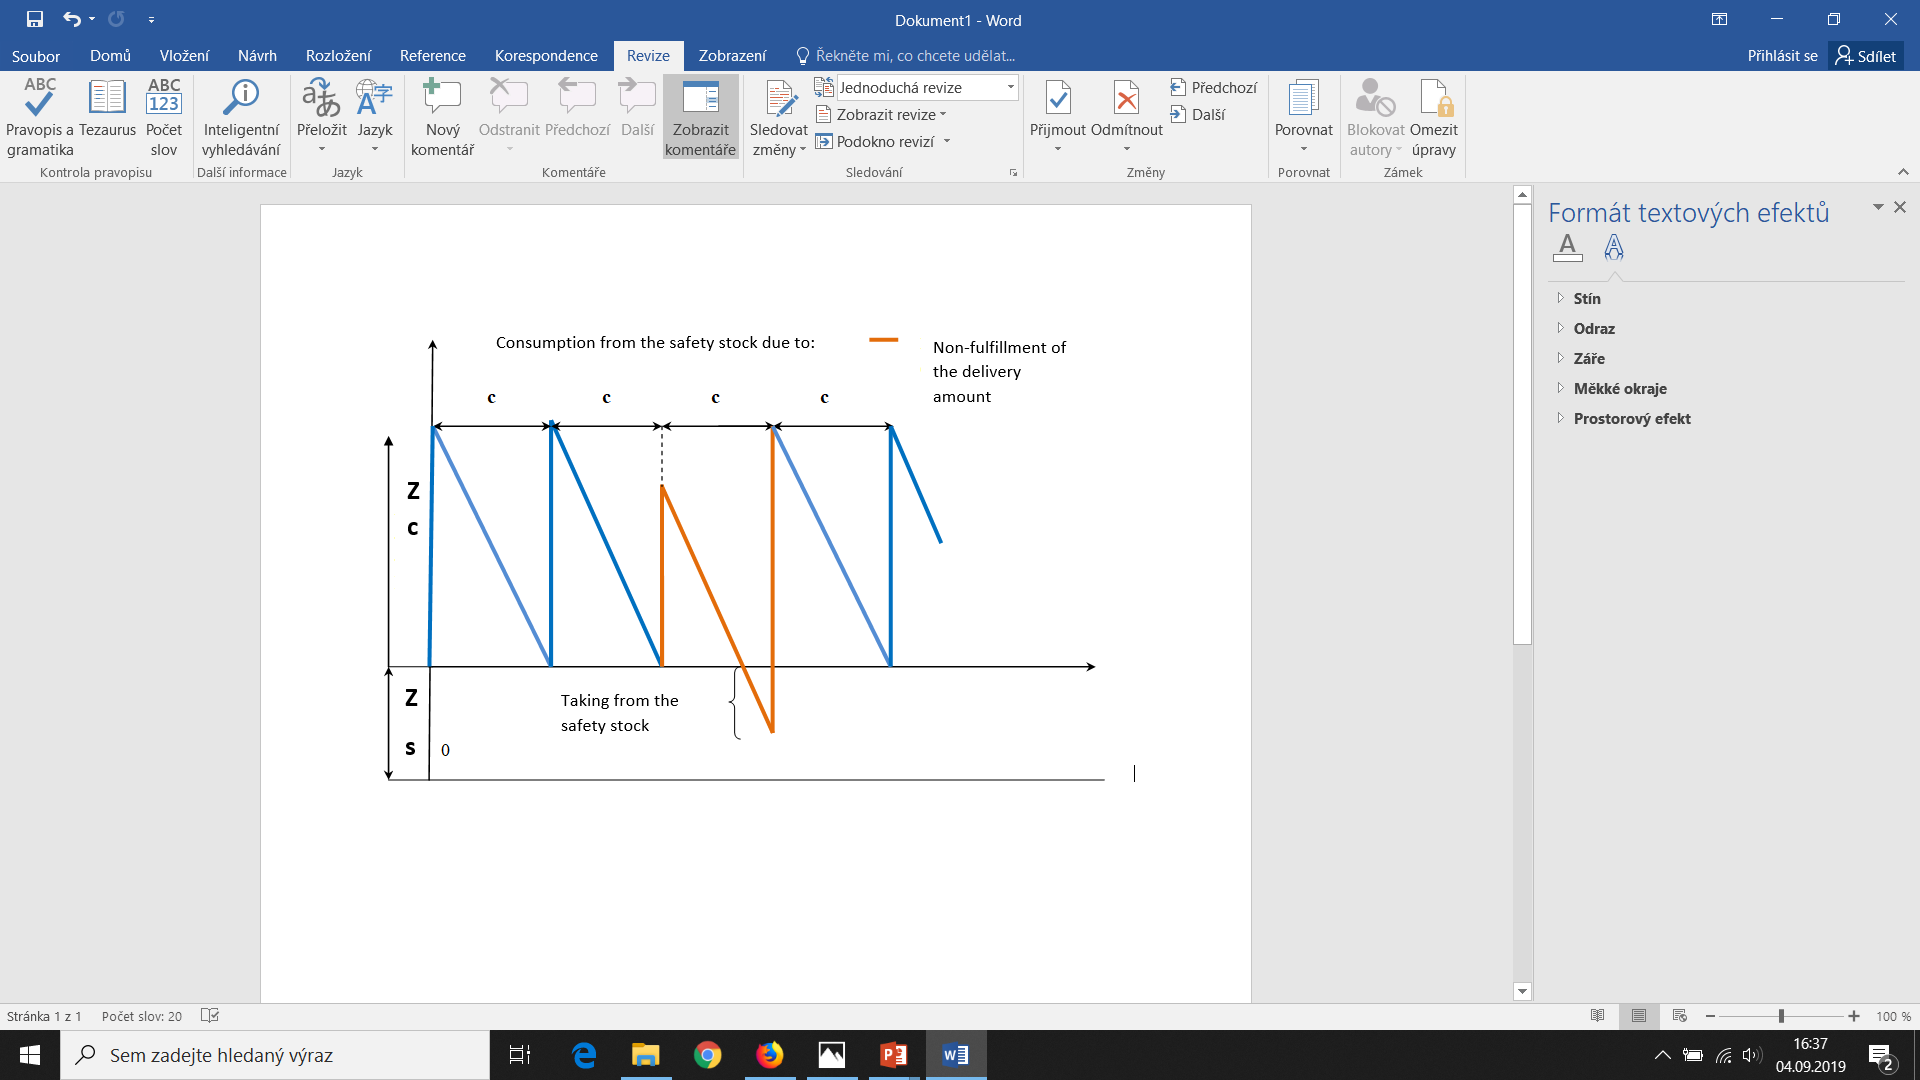 Dokument1 - Word
Soubor Domů Vložení Návrh Rozložení Reference Korespondence Revize Zobrazení Řekněte mi, co chcete udělat... Přihlásit se Sdílet
ABC ABC 123
Pravopis a gramatika Tezaurus Počet slov
Inteligentní vyhledávání
Přeložit Jazyk
Nový komentář Odstranit Předchozí Další Zobrazit komentáře
Sledovat změny
Jednoduchá revize
Zobrazit revize
Podokno revizí
Přijmout Odmítnout
Předchozí
Další
Porovnat
Blokovat autory Omezit úpravy
Kontrola pravopisu Další informace Jazyk Komentáře Sledování Změny Porovnat Zámek
Consumption from the safety stock due to:
Non-fulfillment of
the delivery
amount
c c c c
Z
c
Z
s
0
Taking from the
safety stock
Formát textových efektů
Stín
Odraz
Záře
Měkké okraje
Prostorový efekt
Stránka 1 z 1 Počet slov: 20 100 %
Sem zadejte hledaný výraz
16:37
04.09.2019
2